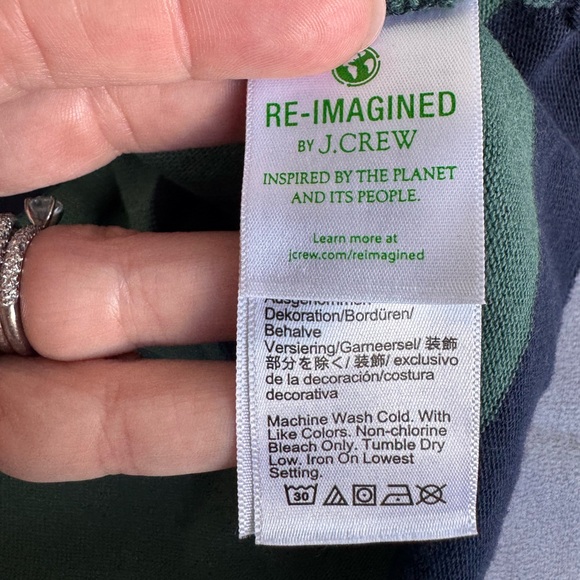 RE-IMAGINED
BY J.CREW
INSPIRED BY THE PLANET
AND ITS PEOPLE.
Learn more at
jcrew.com/reimagined
Ausgenommen
Dekoration/Bordüren/
Behalve
Versiering/Garneersel/ 装飾
部分を除く/ 装飾/ exclusivo
de la decoración/costura
decorativa
Machine Wash Cold. With
Like Colors. Non-chlorine
Bleach Only. Tumble Dry
Low. Iron On Lowest
Setting.
30